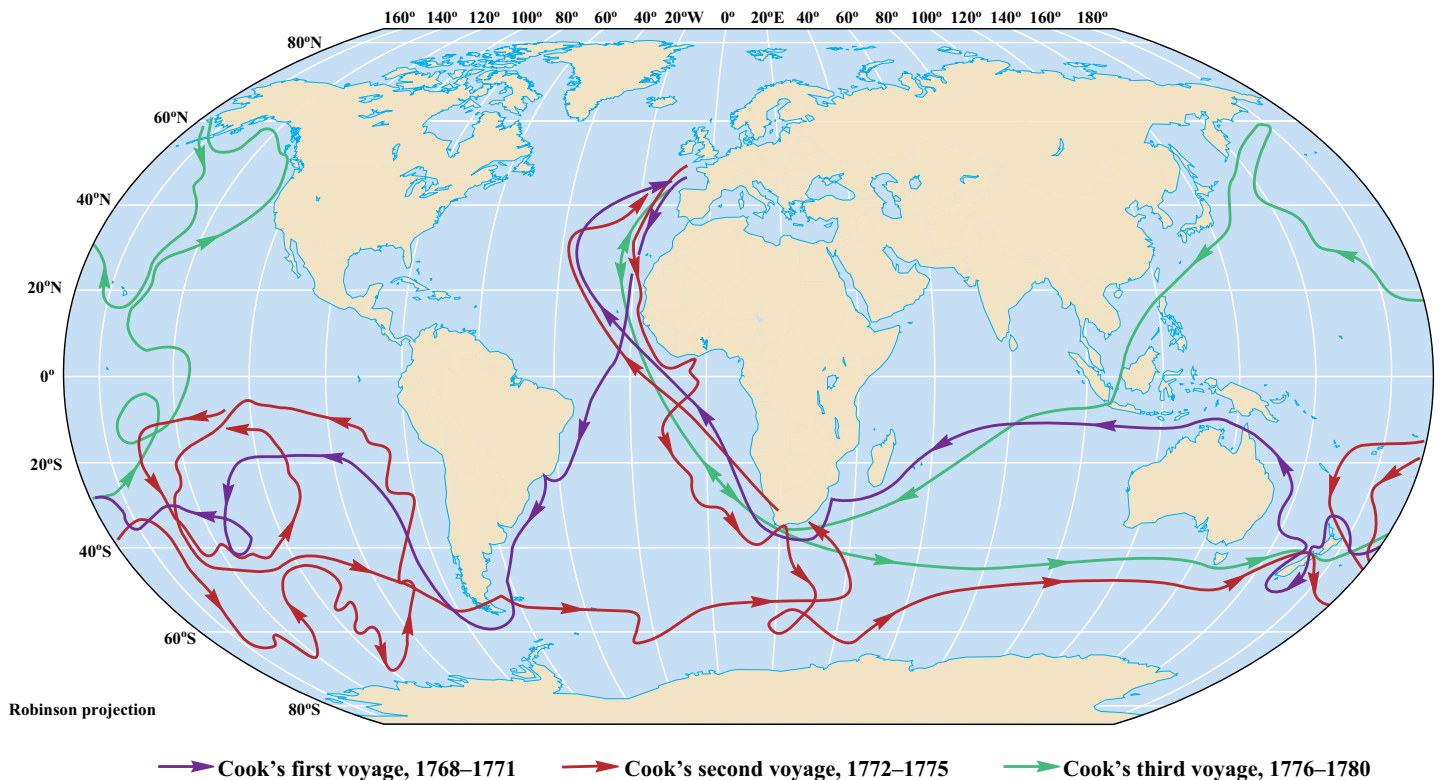 160º 140º 120º 100º 80º 60º 40º 20ºW 0º 20ºE 40º 60º 80º 100º 120º 140º 160º 180º
80ºN
60ºN
40ºN
20ºN
0º
20ºS
40ºS
60ºS
80ºS
Robinson projection
Cook's first voyage, 1768–1771 Cook's second voyage, 1772–1775 Cook's third voyage, 1776–1780